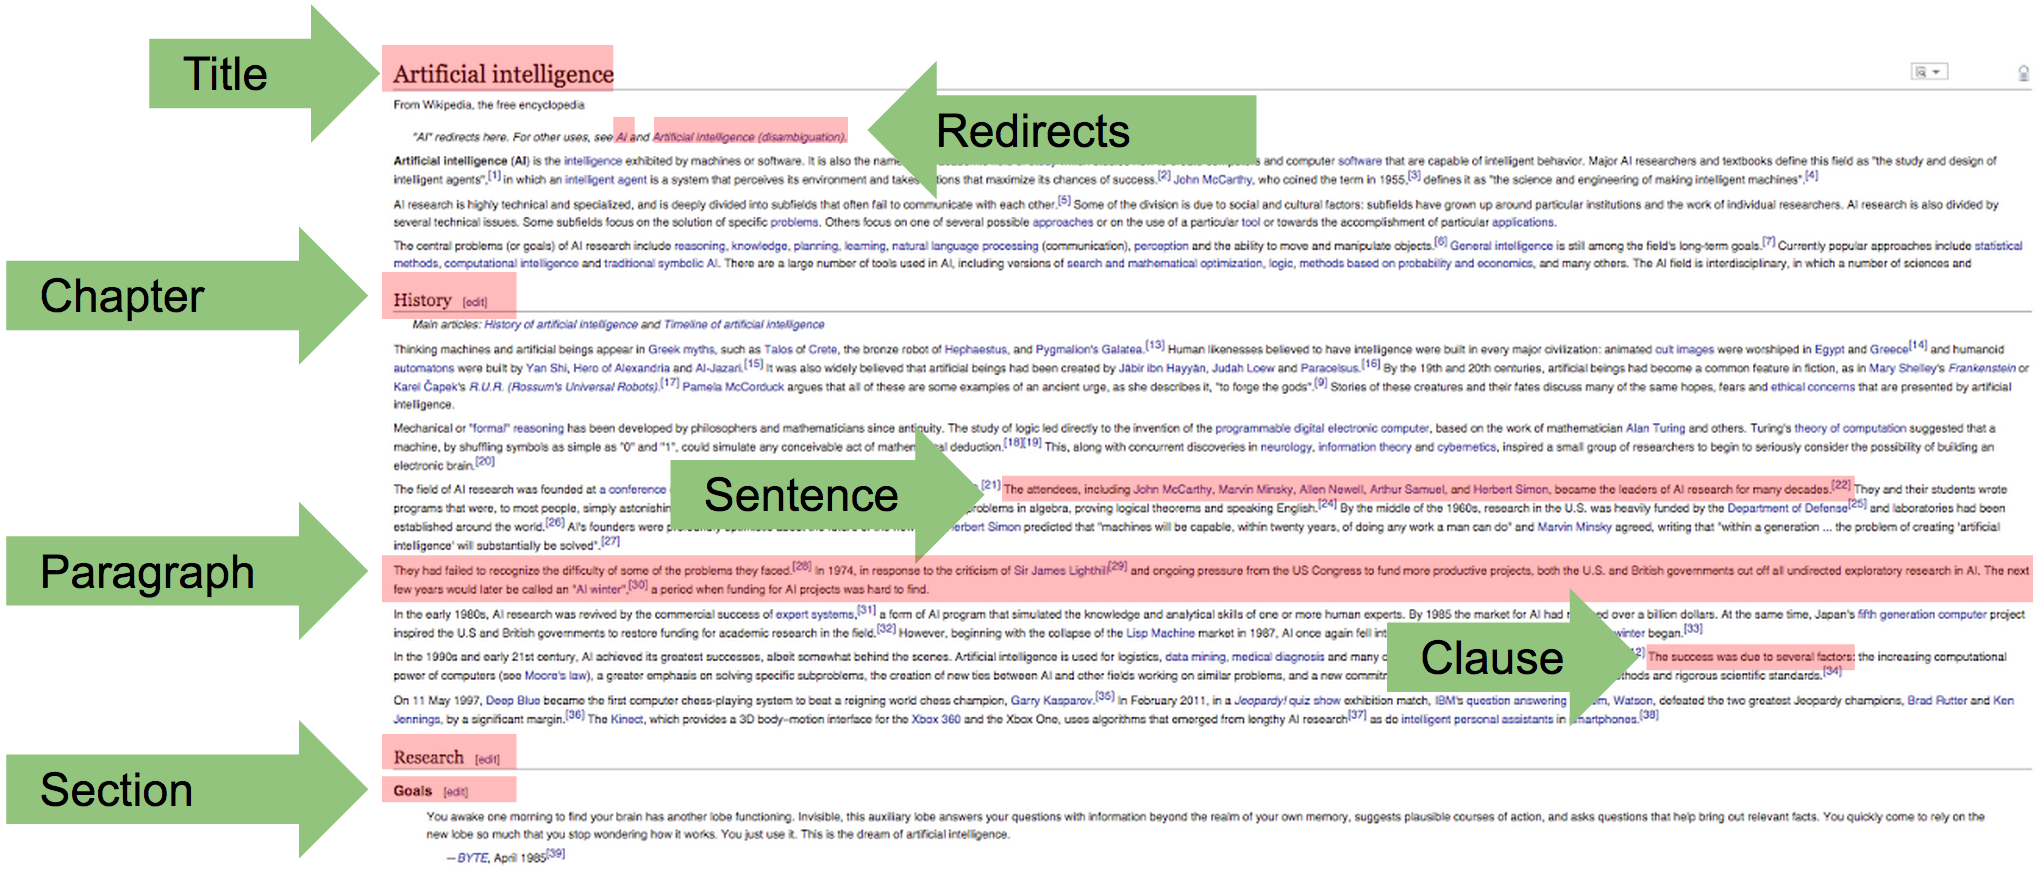 Title
Artificial intelligence
From Wikipedia, the free encyclopedia
"AI" redirects here. For other uses, see AI and Artificial intelligence (disambiguation).
Redirects
Artificial intelligence (AI) is the intelligence exhibited by machines or software. It is also the name and computer software that are capable of intelligent behavior. Major AI researchers and textbooks define this field as "the study and design of
intelligent agents",[1] in which an intelligent agent is a system that perceives its environment and takes actions that maximize its chances of success.[2] John McCarthy, who coined the term in 1955,[3] defines it as "the science and engineering of making intelligent machines".[4]
AI research is highly technical and specialized, and is deeply divided into subfields that often fail to communicate with each other.[5] Some of the division is due to social and cultural factors: subfields have grown up around particular institutions and the work of individual researchers. AI research is also divided by
several technical issues. Some subfields focus on the solution of specific problems. Others focus on one of several possible approaches or on the use of a particular tool or towards the accomplishment of particular applications.
The central problems (or goals) of AI research include reasoning, knowledge, planning, learning, natural language processing (communication), perception and the ability to move and manipulate objects.[6] General intelligence is still among the field's long-term goals.[7] Currently popular approaches include statistical
methods, computational intelligence and traditional symbolic AI. There are a large number of tools used in AI, including versions of search and mathematical optimization, logic, methods based on probability and economics, and many others. The AI field is interdisciplinary, in which a number of sciences and
Chapter
History [edit]
Main articles: History of artificial intelligence and Timeline of artificial intelligence
Thinking machines and artificial beings appear in Greek myths, such as Talos of Crete, the bronze robot of Hephaestus, and Pygmalion's Galatea.[13] Human likenesses believed to have intelligence were built in every major civilization: animated cult images were worshiped in Egypt and Greece[14] and humanoid
automatons were built by Yan Shi, Hero of Alexandria and Al-Jazari.[15] It was also widely believed that artificial beings had been created by Jābir ibn Hayyān, Judah Loew and Paracelsus.[16] By the 19th and 20th centuries, artificial beings had become a common feature in fiction, as in Mary Shelley's Frankenstein or
Karel Čapek's R.U.R. (Rossum's Universal Robots).[17] Pamela McCorduck argues that all of these are some examples of an ancient urge, as she describes it, "to forge the gods".[9] Stories of these creatures and their fates discuss many of the same hopes, fears and ethical concerns that are presented by artificial
intelligence.
Mechanical or "formal" reasoning has been developed by philosophers and mathematicians since antiquity. The study of logic led directly to the invention of the programmable digital electronic computer, based on the work of mathematician Alan Turing and others. Turing's theory of computation suggested that a
machine, by shuffling symbols as simple as "0" and "1", could simulate any conceivable act of mathematical deduction.[18][19] This, along with concurrent discoveries in neurology, information theory and cybernetics, inspired a small group of researchers to begin to seriously consider the possibility of building an
electronic brain.[20]
Sentence
The field of AI research was founded at a conference [21] The attendees, including John McCarthy, Marvin Minsky, Allen Newell, Arthur Samuel, and Herbert Simon, became the leaders of AI research for many decades.[22] They and their students wrote
programs that were, to most people, simply astonishing problems in algebra, proving logical theorems and speaking English.[24] By the middle of the 1960s, research in the U.S. was heavily funded by the Department of Defense[25] and laboratories had been
established around the world.[26] AI's founders were Herbert Simon predicted that "machines will be capable, within twenty years, of doing any work a man can do" and Marvin Minsky agreed, writing that "within a generation ... the problem of creating 'artificial
intelligence' will substantially be solved".[27]
Paragraph
They had failed to recognize the difficulty of some of the problems they faced.[28] In 1974, in response to the criticism of Sir James Lighthill[29] and ongoing pressure from the US Congress to fund more productive projects, both the U.S. and British governments cut off all undirected exploratory research in AI. The next
few years would later be called an "AI winter",[30] a period when funding for AI projects was hard to find.
In the early 1980s, AI research was revived by the commercial success of expert systems,[31] a form of AI program that simulated the knowledge and analytical skills of one or more human experts. By 1985 the market for AI had reached over a billion dollars. At the same time, Japan's fifth generation computer project
inspired the U.S and British governments to restore funding for academic research in the field.[32] However, beginning with the collapse of the Lisp Machine market in 1987, AI once again fell winter began.[33]
Clause
In the 1990s and early 21st century, AI achieved its greatest successes, albeit somewhat behind the scenes. Artificial intelligence is used for logistics, data mining, medical diagnosis and many The success was due to several factors: the increasing computational
power of computers (see Moore's law), a greater emphasis on solving specific subproblems, the creation of new ties between AI and other fields working on similar problems, and a new and rigorous scientific standards.[34]
On 11 May 1997, Deep Blue became the first computer chess-playing system to beat a reigning world chess champion, Garry Kasparov.[35] In February 2011, in a Jeopardy! quiz show exhibition match, IBM's question answering Watson, defeated the two greatest Jeopardy champions, Brad Rutter and Ken
Jennings, by a significant margin.[36] The Kinect, which provides a 3D body–motion interface for the Xbox 360 and the Xbox One, uses algorithms that emerged from lengthy AI research[37] as do intelligent personal assistants in smartphones.[38]
Research [edit]
Section
Goals [edit]
You awake one morning to find your brain has another lobe functioning. Invisible, this auxiliary lobe answers your questions with information beyond the realm of your own memory, suggests plausible courses of action, and asks questions that help bring out relevant facts. You quickly come to rely on the
new lobe so much that you stop wondering how it works. You just use it. This is the dream of artificial intelligence.
—BYTE, April 1985[39]